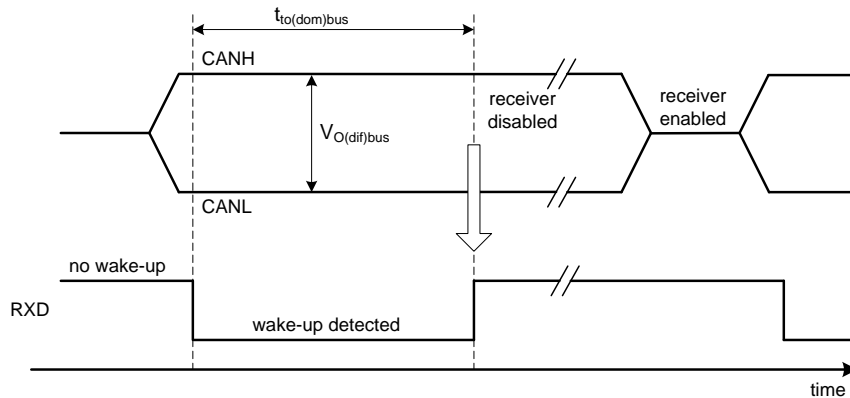 tto(dom)bus
CANH
VO(dif)bus
receiver
disabled
receiver
enabled
CANL
no wake-up
RXD
wake-up detected
time